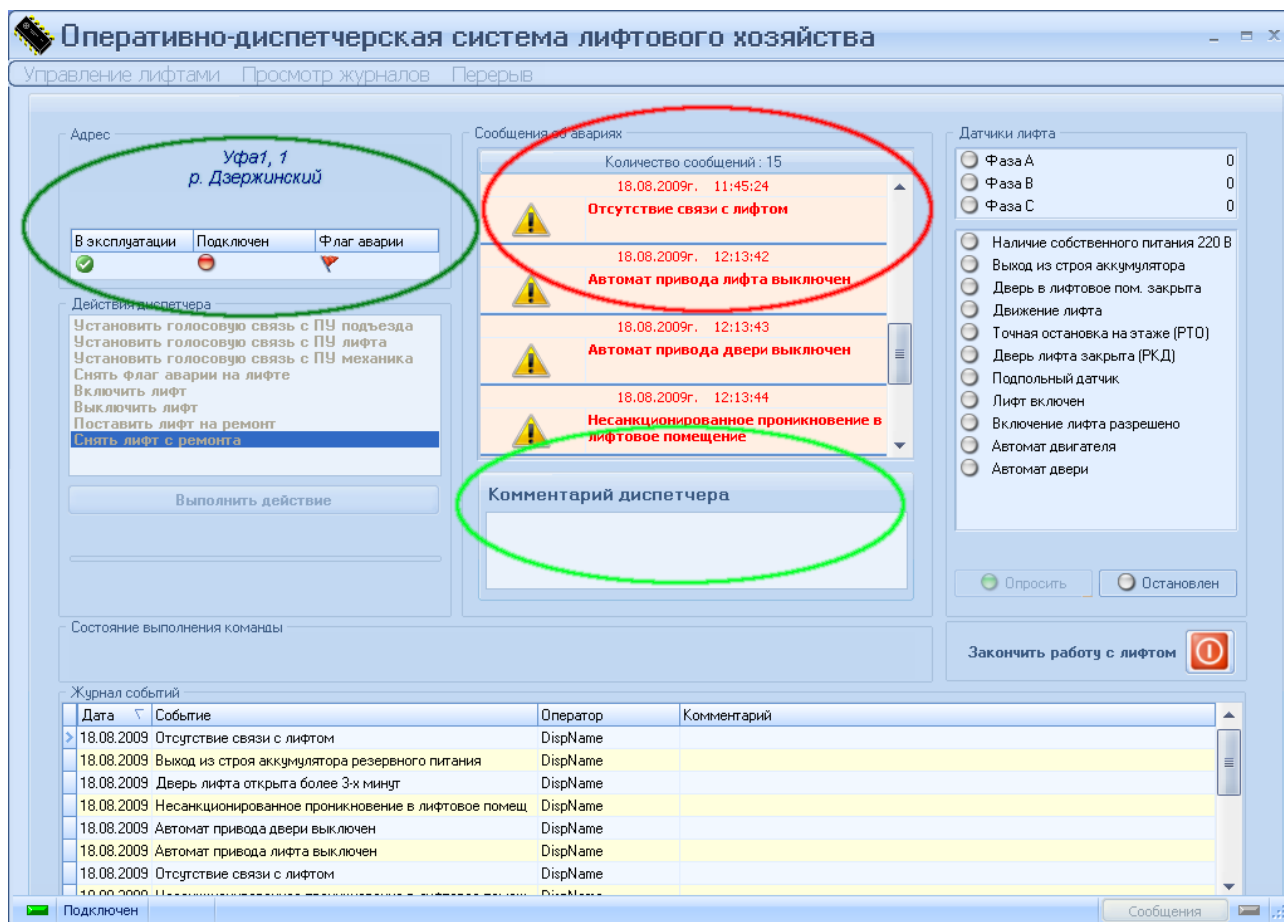 Оперативно-диспетчерская система лифтового хозяйства
Управление лифтами Просмотр журналов Перерыв
Адрес
Уфа1, 1
р. Дзержинский
В эксплуатации Подключен Флаг аварии
Действия диспетчера
Установить голосовую связь с ПУ подъезда
Установить голосовую связь с ПУ лифта
Установить голосовую связь с ПУ механика
Снять флаг аварии на лифте
Включить лифт
Выключить лифт
Поставить лифт на ремонт
Снять лифт с ремонта
Выполнить действие
Сообщения об авариях
Количество сообщений : 15
18.08.2009г. 11:45:24
Отсутствие связи с лифтом
18.08.2009г. 12:13:42
Автомат привода лифта выключен
18.08.2009г. 12:13:43
Автомат привода двери выключен
18.08.2009г. 12:13:44
Несанкционированное проникновение в
лифтовое помещение
Комментарий диспетчера
Датчики лифта
Фаза A 0
Фаза B 0
Фаза C 0
Наличие собственного питания 220 В
Выход из строя аккумулятора
Дверь в лифтовое пом. закрыта
Движение лифта
Точная остановка на этаже (РТО)
Дверь лифта закрыта (РКД)
Подпольный датчик
Лифт включен
Включение лифта разрешено
Автомат двигателя
Автомат двери
Опросить Остановлен
Состояние выполнения команды
Закончить работу с лифтом
Журнал событий
Дата Событие Оператор Комментарий
18.08.2009 Отсутствие связи с лифтом DispName
18.08.2009 Выход из строя аккумулятора резервного питания DispName
18.08.2009 Дверь лифта открыта более 3-х минут DispName
18.08.2009 Несанкционированное проникновение в лифтовое помещ DispName
18.08.2009 Автомат привода двери выключен DispName
18.08.2009 Автомат привода лифта выключен DispName
18.08.2009 Отсутствие связи с лифтом DispName
Подключен Сообщения